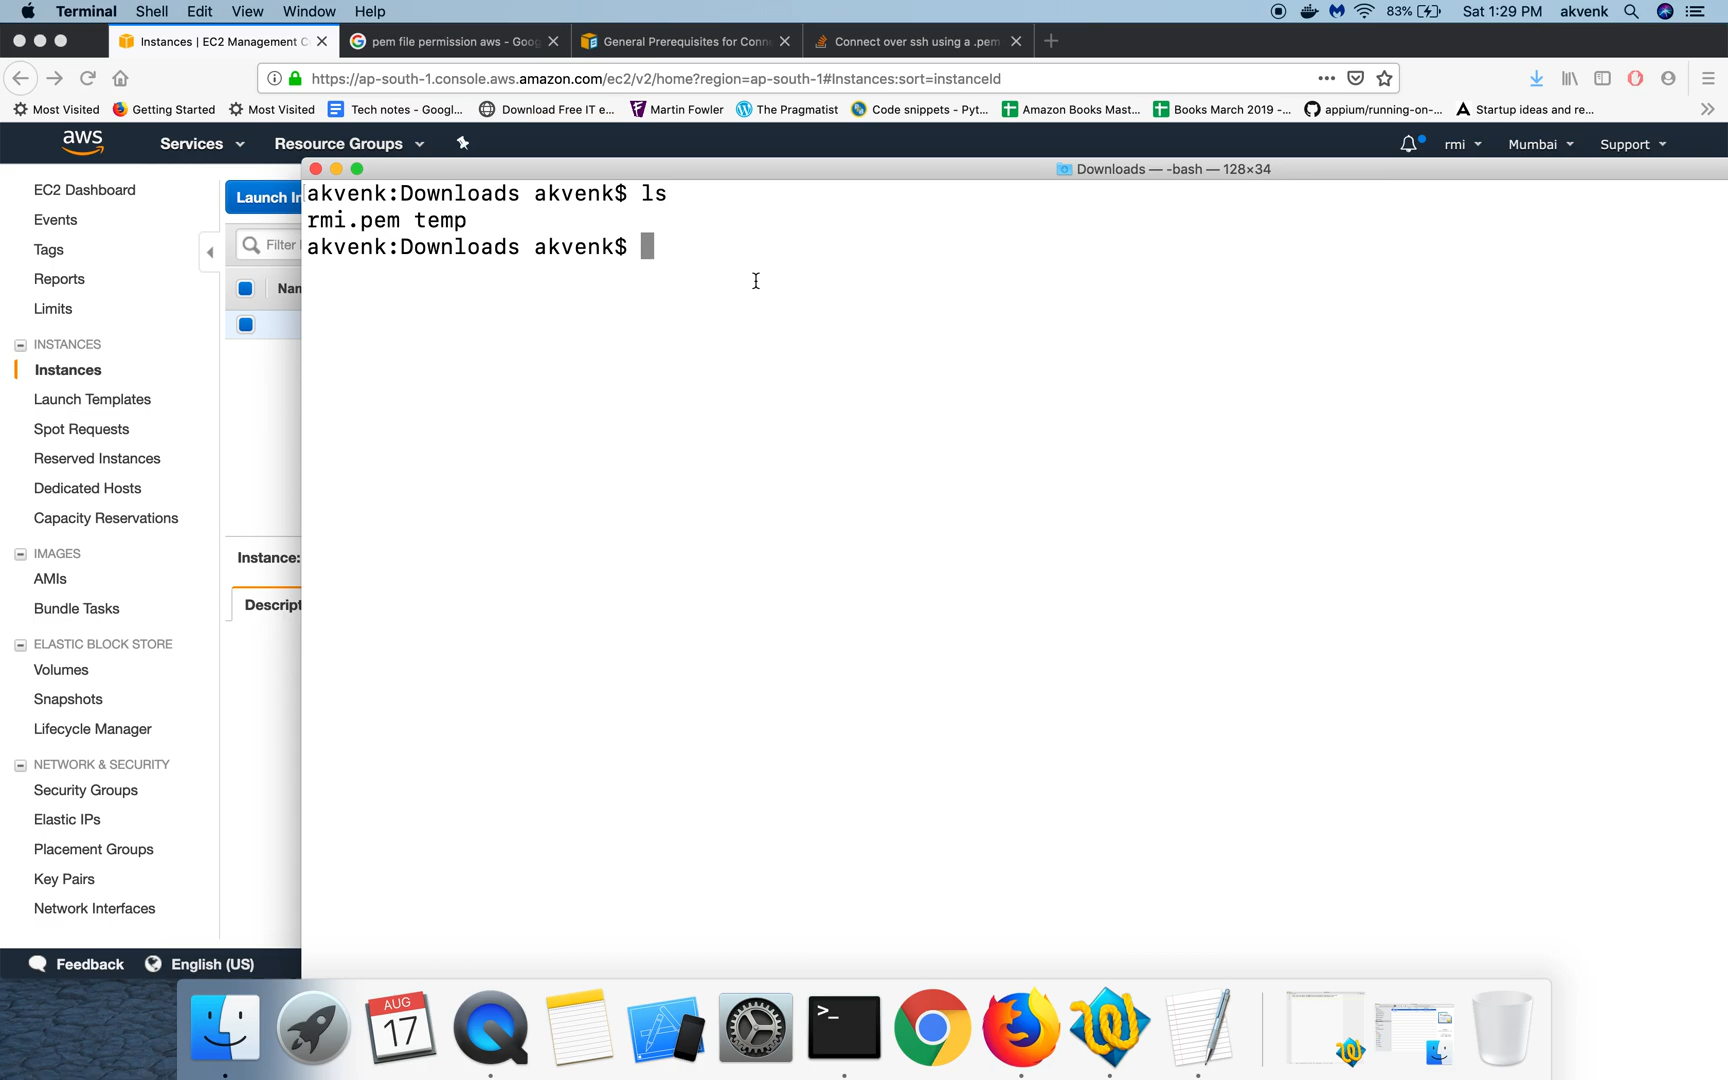 Terminal Shell Edit View Window Help 83% Sat 1:29 PM akvenk
Instances | EC2 Management C
pem file permission aws - Goog
General Prerequisites for Conne
Connect over ssh using a .pem
https://ap-south-1.console.aws.amazon.com/ec2/v2/home?region=ap-south-1#Instances:sort=instanceId
Most Visited Getting Started Most Visited Tech notes - Googl... Download Free IT e... Martin Fowler The Pragmatist Code snippets - Pyt... Amazon Books Mast... Books March 2019 -... appium/running-on-... Startup ideas and re...
aws Services Resource Groups rmi Mumbai Support
Downloads — -bash — 128×34
akvenk:Downloads akvenk$ ls
rmi.pem temp
akvenk:Downloads akvenk$
EC2 Dashboard
Events
Tags
Reports
Limits
INSTANCES
Instances
Launch Templates
Spot Requests
Reserved Instances
Dedicated Hosts
Capacity Reservations
IMAGES
AMIs
Bundle Tasks
ELASTIC BLOCK STORE
Volumes
Snapshots
Lifecycle Manager
NETWORK & SECURITY
Security Groups
Elastic IPs
Placement Groups
Key Pairs
Network Interfaces
Launch In
Filter
Nam
Instance:
Descript
Feedback English (US)
AUG
17
>_